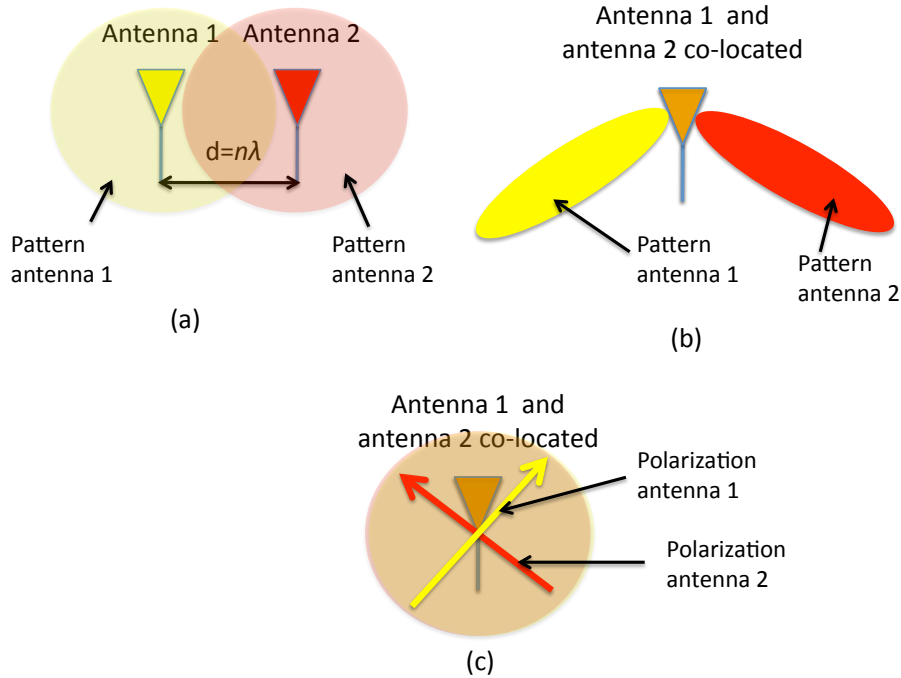 Antenna 1
Antenna 2
d=nλ
Pattern
antenna 1
Pattern
antenna 2
(a)
Antenna 1 and
antenna 2 co-located
Pattern
antenna 1
Pattern
antenna 2
(b)
Antenna 1 and
antenna 2 co-located
Polarization
antenna 1
Polarization
antenna 2
(c)